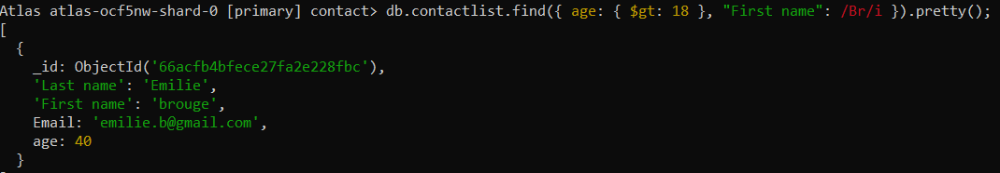 Atlas atlas-ocf5nw-shard-0 [primary] contact> db.contactlist.find({ age: { $gt: 18 }, "First name": /Br/i }).pretty();
[
  {
    _id: ObjectId('66acfb4bfece27fa2e228fbc'),
    'Last name': 'Emilie',
    'First name': 'brouge',
    Email: 'emilie.b@gmail.com',
    age: 40
  }